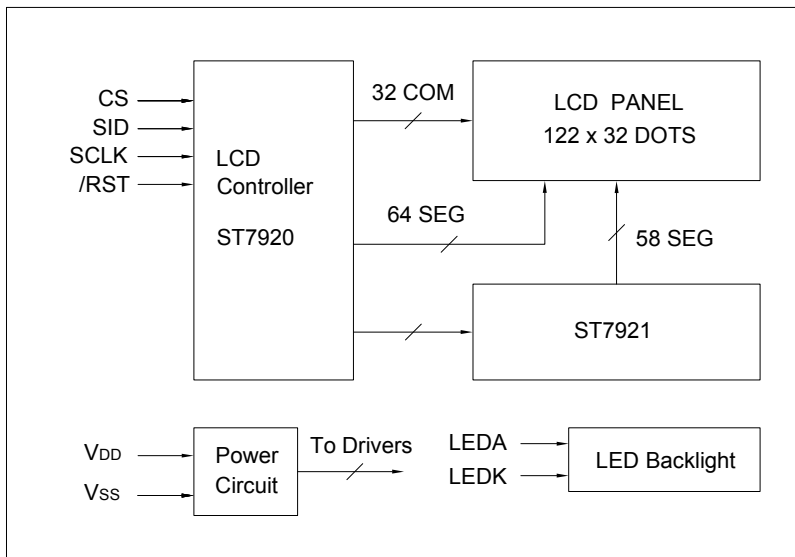 CS
SID
SCLK
/RST
LCD
Controller
ST7920
32 COM
64 SEG
LCD PANEL
122 x 32 DOTS
58 SEG
ST7921
VDD
VSS
Power
Circuit
To Drivers
LEDA
LEDK
LED Backlight